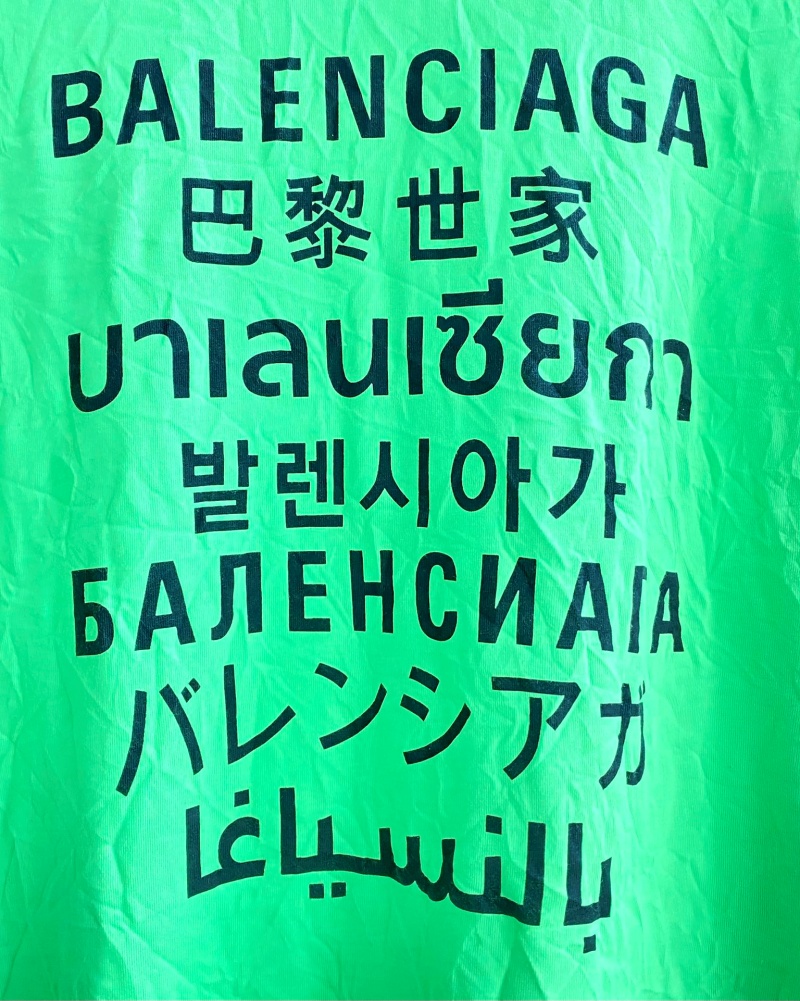 BALENCIAGA
巴黎世家
บาเลนเซียกา
발렌시아가
БАЛЕНСИАГА
バレンシアガ
بالنسياغا